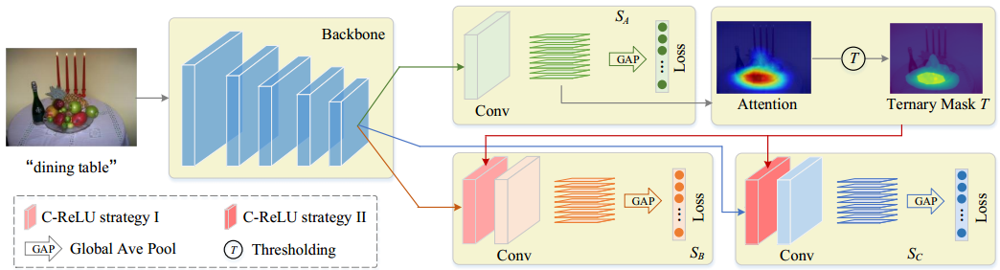 Backbone
S_A
GAP
Loss
Conv
T
Attention
Ternary Mask T
“dining table”
C-ReLU strategy I
C-ReLU strategy II
GAP
Global Ave Pool
T
Thresholding
GAP
Loss
Conv
S_B
GAP
Loss
Conv
S_C